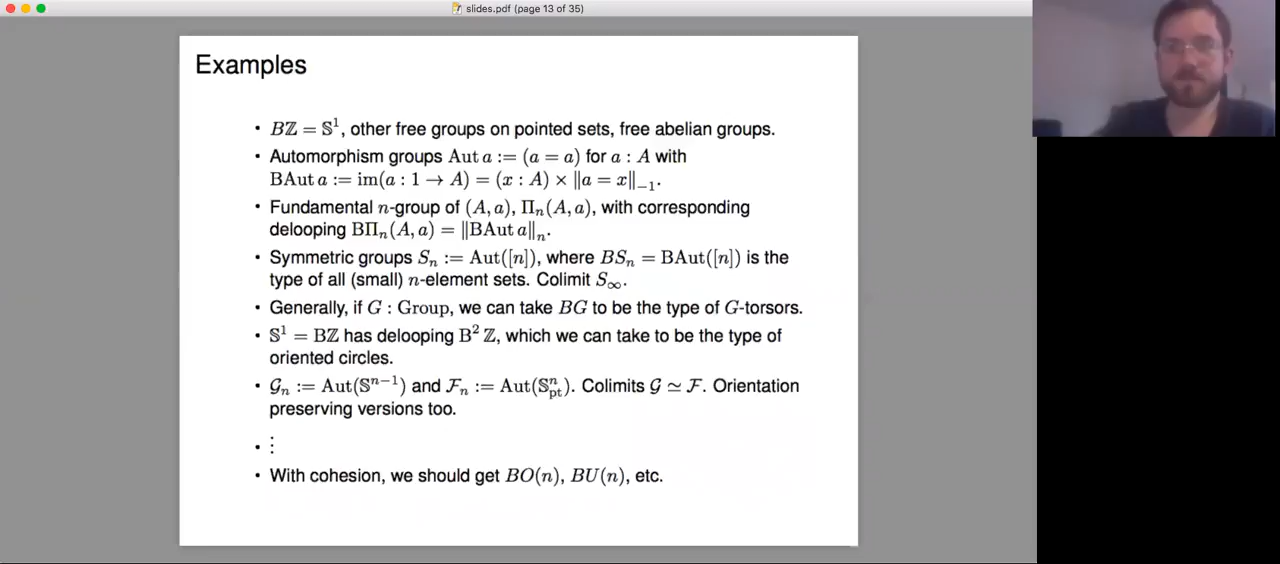 slides.pdf (page 13 of 35)
Examples
• Bℤ = 𝕊¹, other free groups on pointed sets, free abelian groups.
• Automorphism groups Aut a := (a = a) for a : A with
BAut a := im(a : 1 → A) = (x : A) × ‖a = x‖₋₁.
• Fundamental n-group of (A, a), Πₙ(A, a), with corresponding
delooping BΠₙ(A, a) = ‖BAut a‖ₙ.
• Symmetric groups Sₙ := Aut([n]), where BSₙ = BAut([n]) is the
type of all (small) n-element sets. Colimit S∞.
• Generally, if G : Group, we can take BG to be the type of G-torsors.
• 𝕊¹ = Bℤ has delooping B² ℤ, which we can take to be the type of
oriented circles.
• 𝒢ₙ := Aut(𝕊ⁿ⁻¹) and ℱₙ := Aut(𝕊ⁿ_pt). Colimits 𝒢 ≃ ℱ. Orientation
preserving versions too.
• ⋮
• With cohesion, we should get BO(n), BU(n), etc.